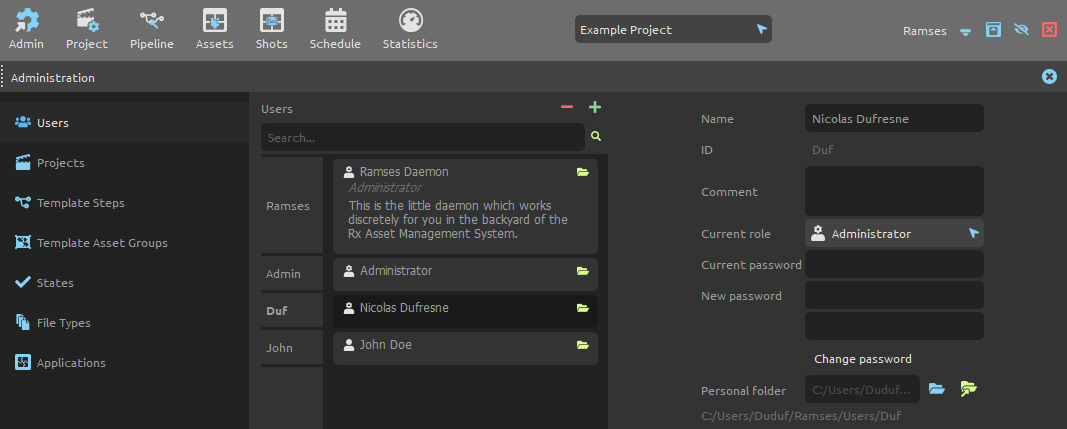 Admin
Project
Pipeline
Assets
Shots
Schedule
Statistics
Example Project
Ramses
Administration
Users
Projects
Template Steps
Template Asset Groups
States
File Types
Applications
Users
Search...
Ramses
Ramses Daemon
Administrator
This is the little daemon which works
discretely for you in the backyard of the
Rx Asset Management System.
Admin
Administrator
Duf
Nicolas Dufresne
John
John Doe
Name
Nicolas Dufresne
ID
Duf
Comment
Current role
Administrator
Current password
New password
Change password
Personal folder
C:/Users/Duduf...
C:/Users/Duduf/Ramses/Users/Duf